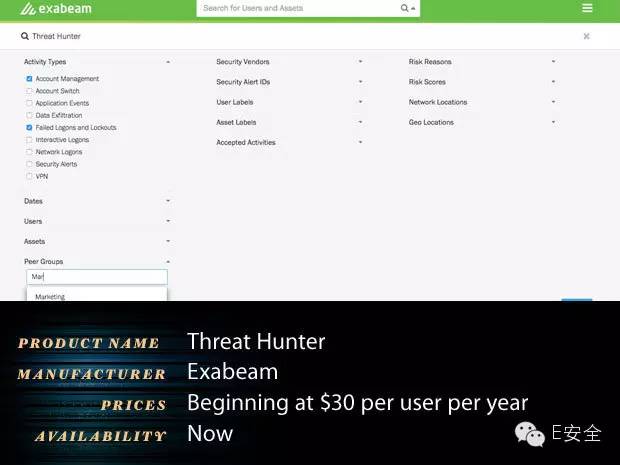 exabeam
Search for Users and Assets
Threat Hunter
Activity Types
Account Management
Account Switch
Application Events
Data Exfiltration
Failed Logons and Lockouts
Interactive Logons
Network Logons
Security Alerts
VPN
Dates
Users
Assets
Peer Groups
Mar
Marketing
Security Vendors
Security Alert IDs
User Labels
Asset Labels
Accepted Activities
Risk Reasons
Risk Scores
Network Locations
Geo Locations
PRODUCT NAME Threat Hunter
MANUFACTURER Exabeam
PRICES Beginning at $30 per user per year
AVAILABILITY Now
E安全